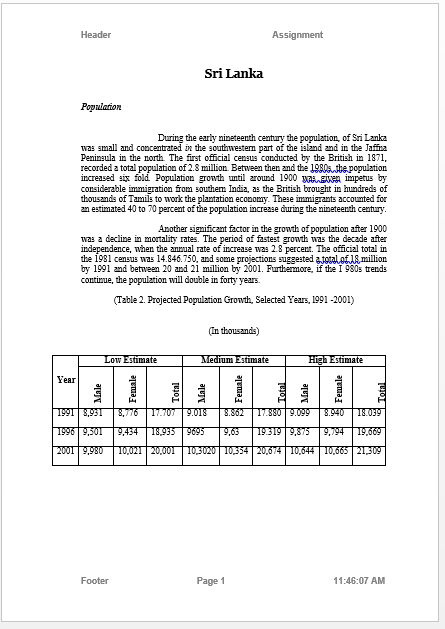 Header Assignment
Sri Lanka
Population
During the early nineteenth century the population, of Sri Lanka
was small and concentrated in the southwestern part of the island and in the Jaffna
Peninsula in the north. The first official census conducted by the British in 1871,
recorded a total population of 2.8 million. Between then and the 1980s, the population
increased six fold. Population growth until around 1900 was given impetus by
considerable immigration from southern India, as the British brought in hundreds of
thousands of Tamils to work the plantation economy. These immigrants accounted for
an estimated 40 to 70 percent of the population increase during the nineteenth century.
Another significant factor in the growth of population after 1900
was a decline in mortality rates. The period of fastest growth was the decade after
independence, when the annual rate of increase was 2.8 percent. The official total in
the 1981 census was 14.846.750, and some projections suggested a total of 18 million
by 1991 and between 20 and 21 million by 2001. Furthermore, if the I 980s trends
continue, the population will double in forty years.
(Table 2. Projected Population Growth, Selected Years, l991 -2001)
(In thousands)
Year Low Estimate Medium Estimate High Estimate
Male Female Total Male Female Total Male Female Total
1991 8,931 8,776 17.707 9.018 8.862 17.880 9.099 8.940 18.039
1996 9,501 9,434 18,935 9695 9,63 19.319 9,875 9,794 19,669
2001 9,980 10,021 20,001 10,3020 10,354 20,674 10,644 10,665 21,309
Footer Page 1 11:46:07 AM